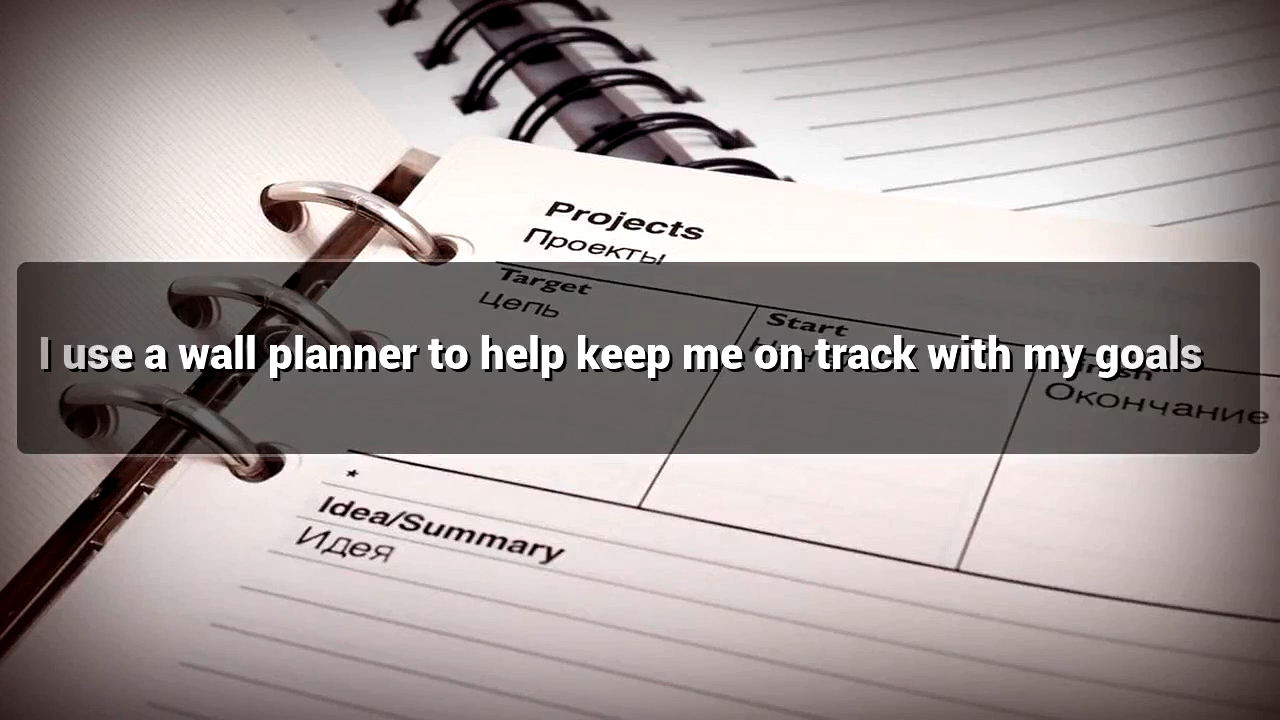 Projects
Проекты
Target
Цель
Start
I use a wall planner to help keep me on track with my goals
Окончание
*
Idea/Summary
Идея